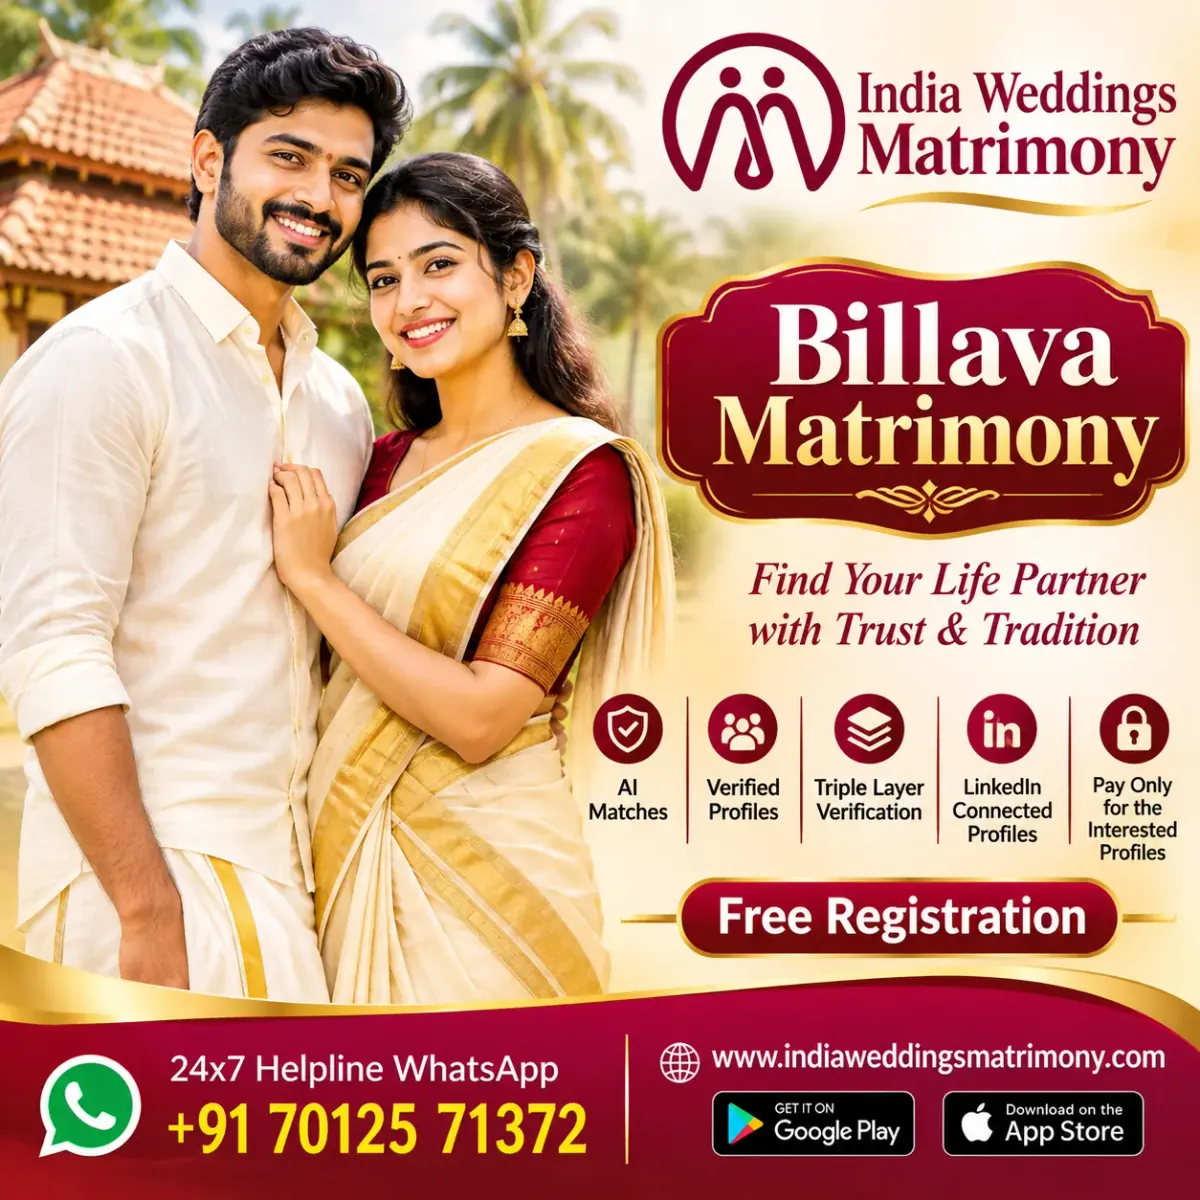 India Weddings
Matrimony
Billava
Matrimony
Find Your Life Partner
with Trust & Tradition
AI
Matches
Verified
Profiles
Triple Layer
Verification
in
LinkedIn
Connected
Profiles
Pay Only
for the
Interested
Profiles
Free Registration
24x7 Helpline WhatsApp
+91 70125 71372
www.indiaweddingsmatrimony.com
GET IT ON
Google Play
Download on the
App Store